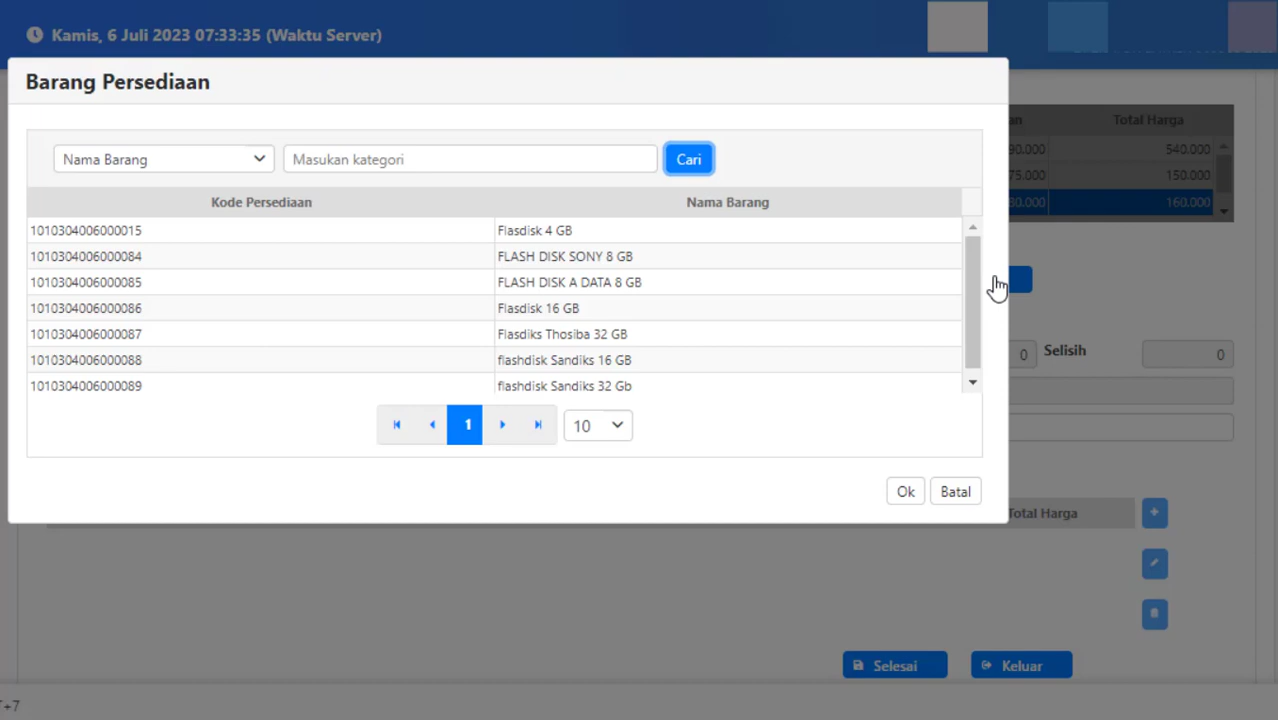 Kamis, 6 Juli 2023 07:33:35 (Waktu Server)
Barang Persediaan
Nama Barang
Masukan kategori
Cari
Kode Persediaan Nama Barang
1010304006000015 Flasdisk 4 GB
1010304006000084 FLASH DISK SONY 8 GB
1010304006000085 FLASH DISK A DATA 8 GB
1010304006000086 Flasdisk 16 GB
1010304006000087 Flasdiks Thosiba 32 GB
1010304006000088 flashdisk Sandiks 16 GB
1010304006000089 flashdisk Sandiks 32 Gb
1
10
Ok Batal
Total Harga
540.000
150.000
160.000
0 Selisih 0
Total Harga
Selesai Keluar
+7